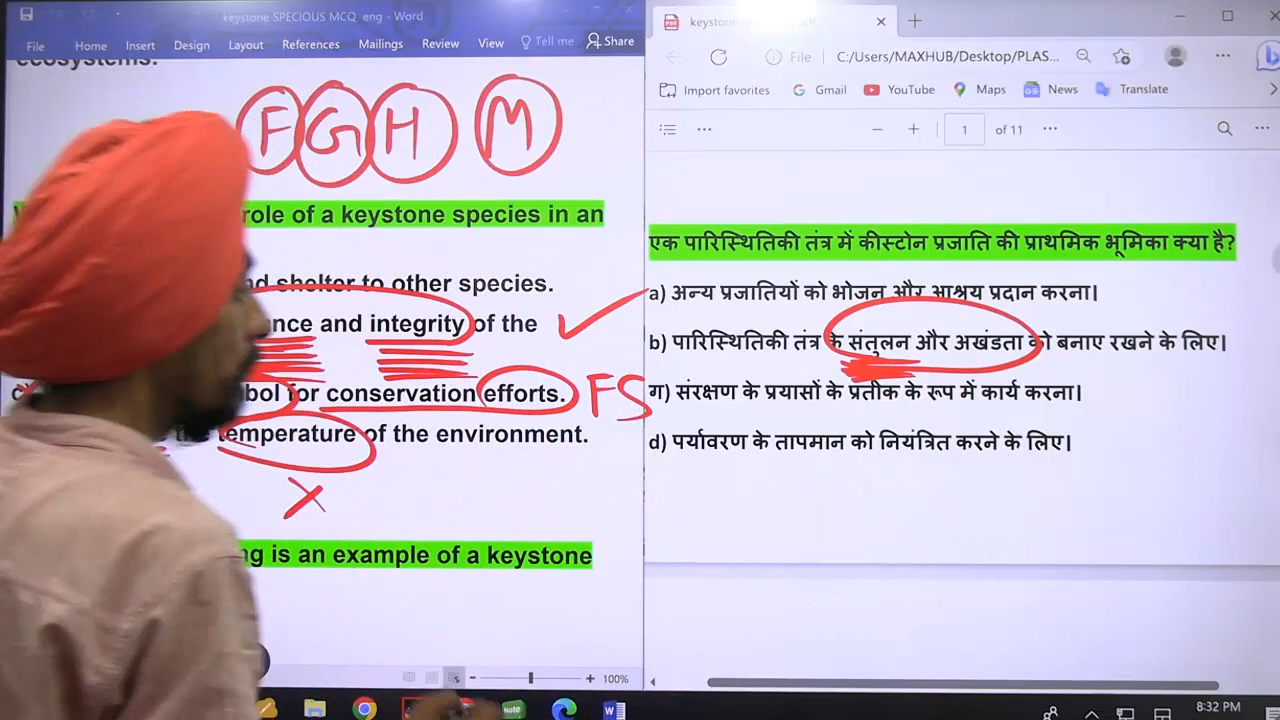 keystone SPECIOUS MCQ eng - Word
File Home Insert Design Layout References Mailings Review View Tell me Share
ecosystems.
F G H M
role of a keystone species in an
nd shelter to other species.
ance and integrity of the
bol for conservation efforts. FS
the temperature of the environment.
ng is an example of a keystone
100%
keystone
File C:/Users/MAXHUB/Desktop/PLAS...
Import favorites Gmail YouTube Maps News Translate
1 of 11
एक पारिस्थितिकी तंत्र में कीस्टोन प्रजाति की प्राथमिक भूमिका क्या है?
a) अन्य प्रजातियों को भोजन और आश्रय प्रदान करना।
b) पारिस्थितिकी तंत्र के संतुलन और अखंडता को बनाए रखने के लिए।
ग) संरक्षण के प्रयासों के प्रतीक के रूप में कार्य करना।
d) पर्यावरण के तापमान को नियंत्रित करने के लिए।
8:32 PM